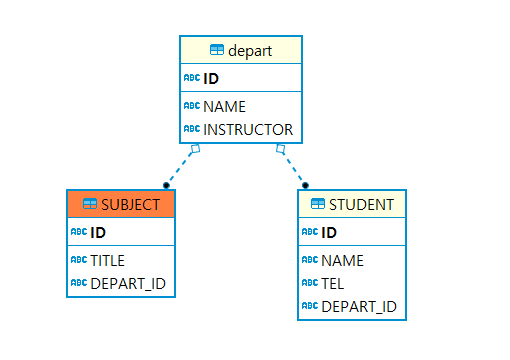 depart
ABC ID
ABC NAME
ABC INSTRUCTOR
SUBJECT
ABC ID
ABC TITLE
ABC DEPART_ID
STUDENT
ABC ID
ABC NAME
ABC TEL
ABC DEPART_ID